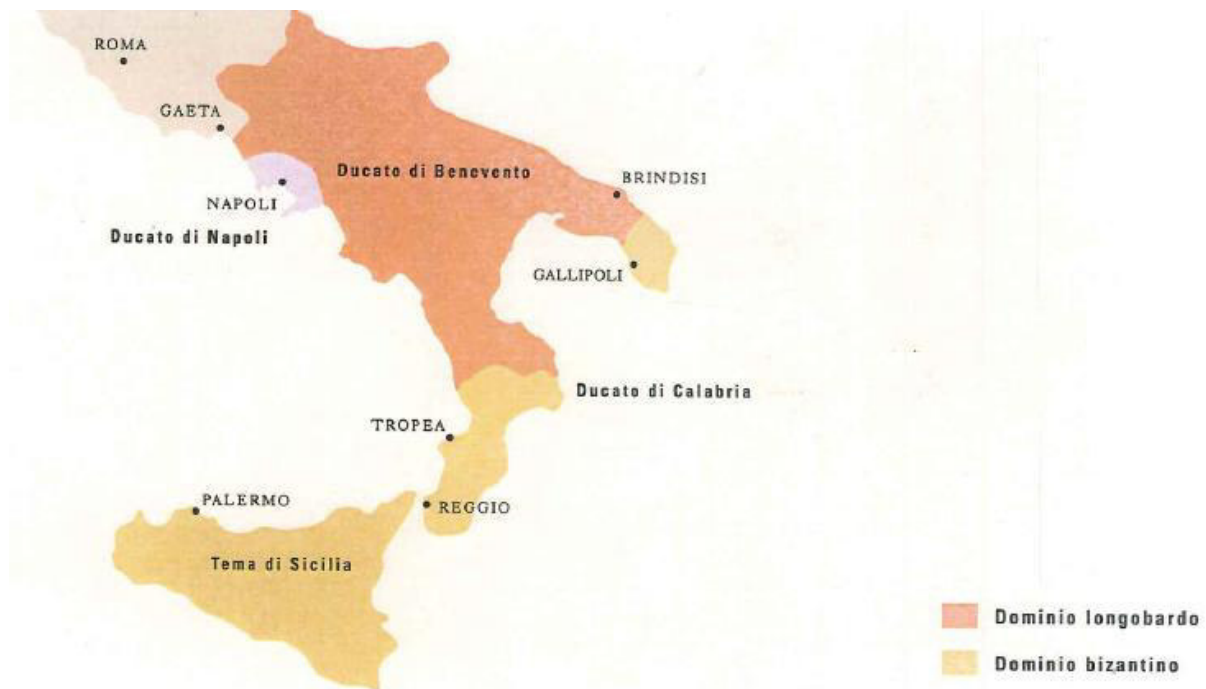 ROMA
GAETA
Ducato di Benevento
BRINDISI
NAPOLI
Ducato di Napoli
GALLIPOLI
Ducato di Calabria
TROPEA
PALERMO
REGGIO
Tema di Sicilia
Dominio longobardo
Dominio bizantino